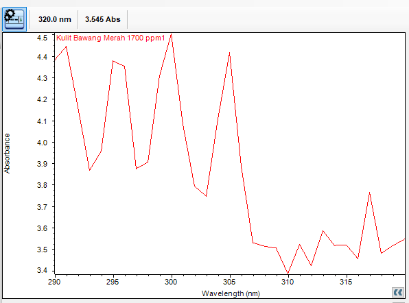 320.0 nm 3.545 Abs
Kulit Bawang Merah 1700 ppm1
4.5
4.4
4.3
4.2
4.1
4.0
3.9
3.8
3.7
3.6
3.5
3.4
Absorbance
290 295 300 305 310 315
Wavelength (nm)